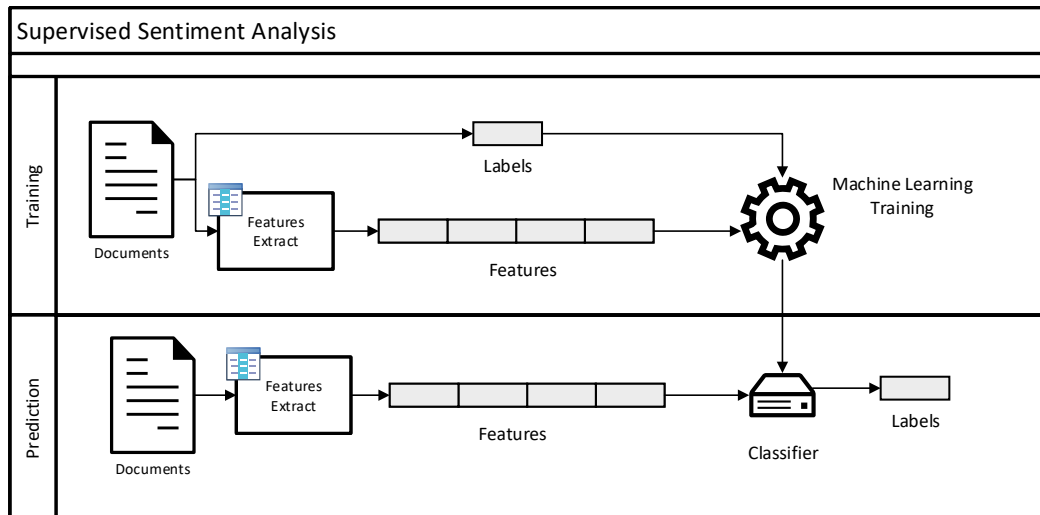 Supervised Sentiment Analysis
Training
Documents
Features
Extract
Labels
Features
Machine Learning
Training
Prediction
Documents
Features
Extract
Features
Classifier
Labels